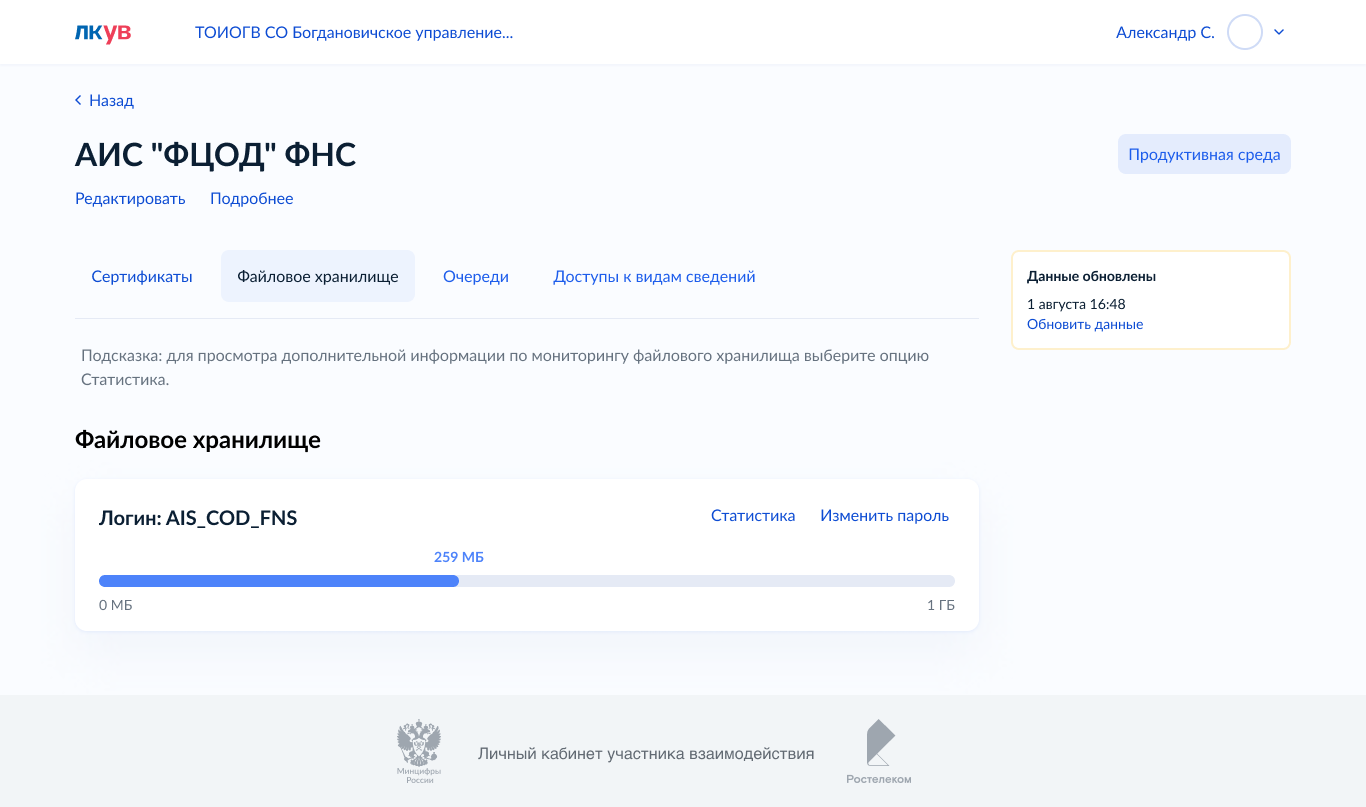 ЛКУВ
ТОИОГВ СО Богдановичское управление...
Александр С.
Назад
АИС "ФЦОД" ФНС
Продуктивная среда
Редактировать Подробнее
Сертификаты Файловое хранилище Очереди Доступы к видам сведений
Данные обновлены
1 августа 16:48
Обновить данные
Подсказка: для просмотра дополнительной информации по мониторингу файлового хранилища выберите опцию
Статистика.
Файловое хранилище
Логин: AIS_COD_FNS
Статистика Изменить пароль
259 МБ
0 МБ 1 ГБ
Минцифры
России
Личный кабинет участника взаимодействия
Ростелеком